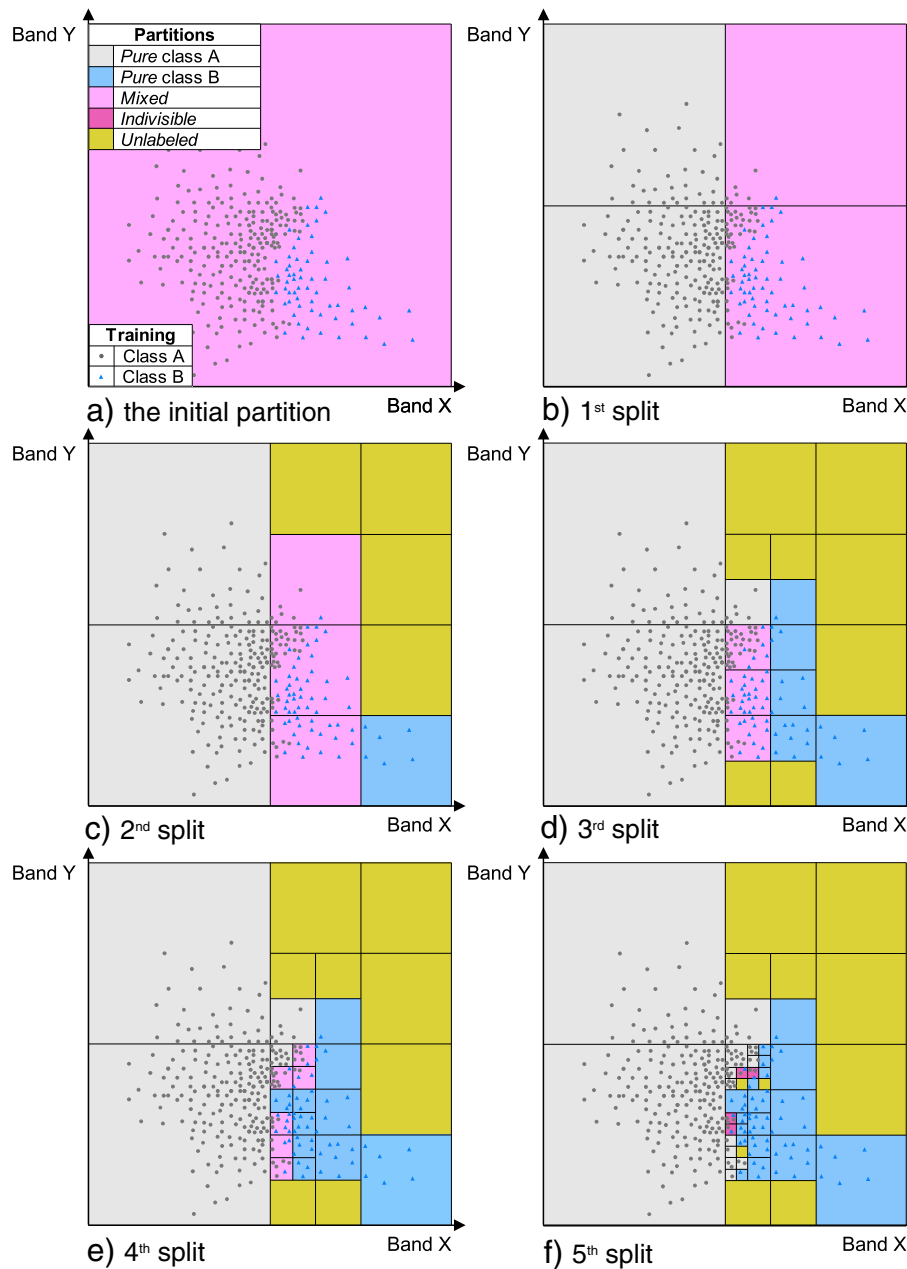 Band Y
Partitions
Pure class A
Pure class B
Mixed
Indivisible
Unlabeled
Training
Class A
Class B
a) the initial partition
Band X
Band Y
b) 1st split
Band X
Band Y
c) 2nd split
Band X
Band Y
d) 3rd split
Band X
Band Y
e) 4th split
Band X
Band Y
f) 5th split
Band X